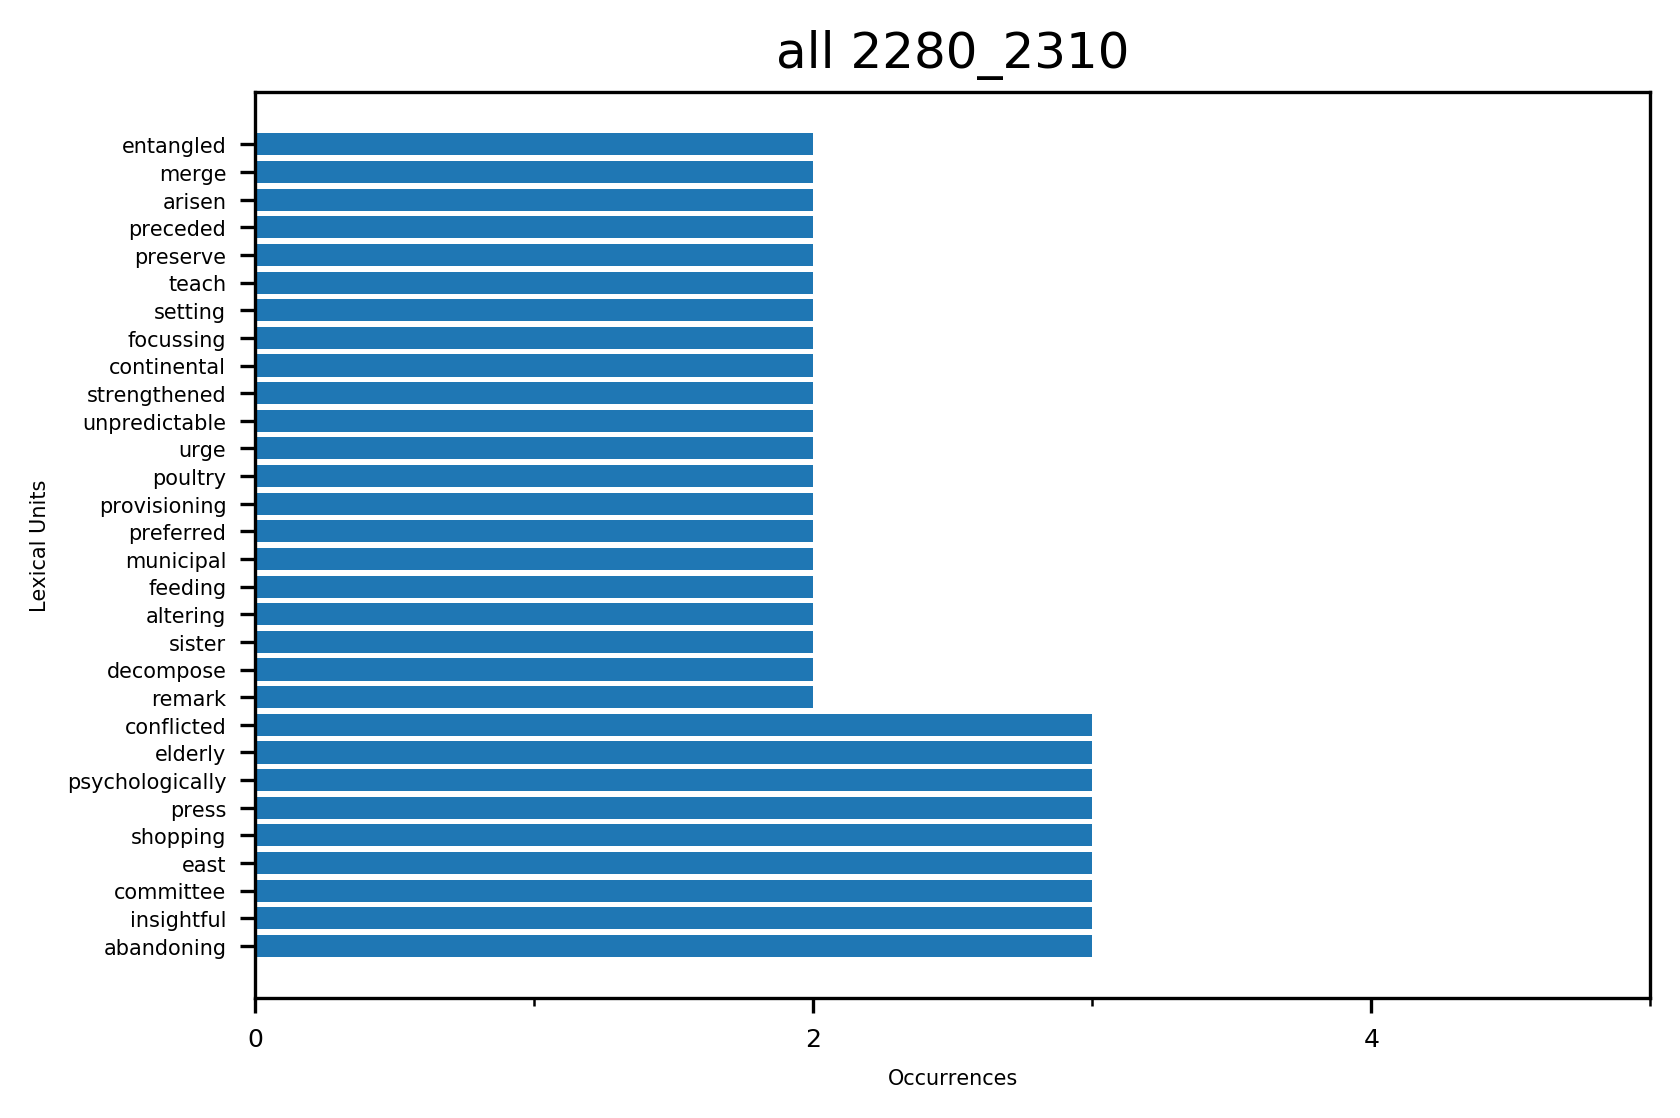 all 2280_2310
entangled
merge
arisen
preceded
preserve
teach
setting
focussing
continental
strengthened
unpredictable
urge
poultry
provisioning
preferred
municipal
feeding
altering
sister
decompose
remark
conflicted
elderly
psychologically
press
shopping
east
committee
insightful
abandoning
Lexical Units
0 2 4
Occurrences